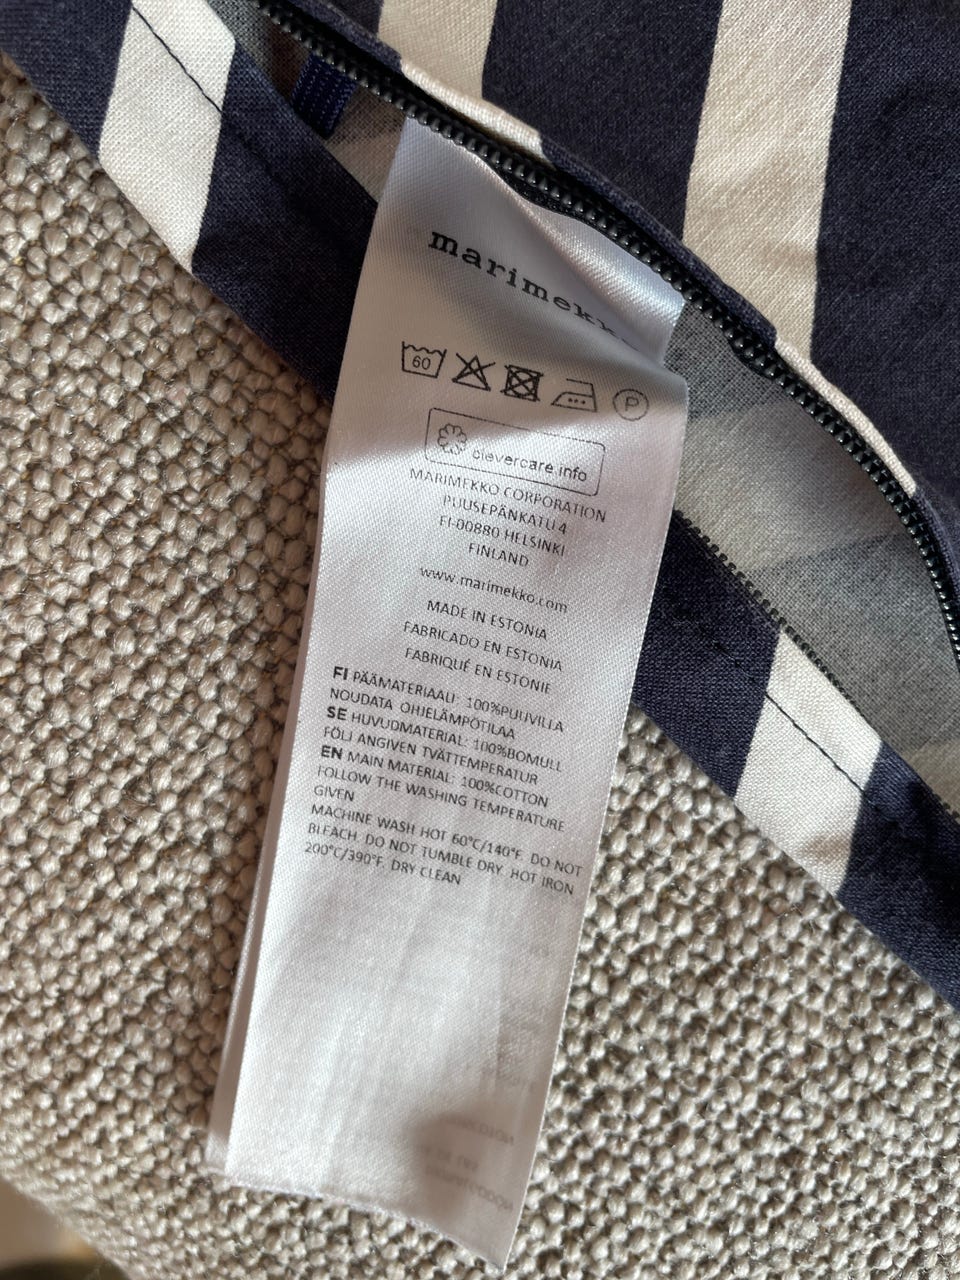 marimekko
60 P
clevercare.info
MARIMEKKO CORPORATION
PUUSEPÄNKATU 4
FI-00880 HELSINKI
FINLAND
www.marimekko.com
MADE IN ESTONIA
FABRICADO EN ESTONIA
FABRIQUÉ EN ESTONIE
FI PÄÄMATERIAALI: 100%PUUVILLA
NOUDATA OHJELÄMPÖTILAA
SE HUVUDMATERIAL: 100%BOMULL
FÖLJ ANGIVEN TVÄTTEMPERATUR
EN MAIN MATERIAL: 100%COTTON
FOLLOW THE WASHING TEMPERATURE
GIVEN
MACHINE WASH HOT 60°C/140°F. DO NOT
BLEACH. DO NOT TUMBLE DRY. HOT IRON
200°C/390°F. DRY CLEAN